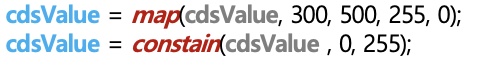 cdsValue = map(cdsValue, 300, 500, 255, 0);
cdsValue = constain(cdsValue , 0, 255);